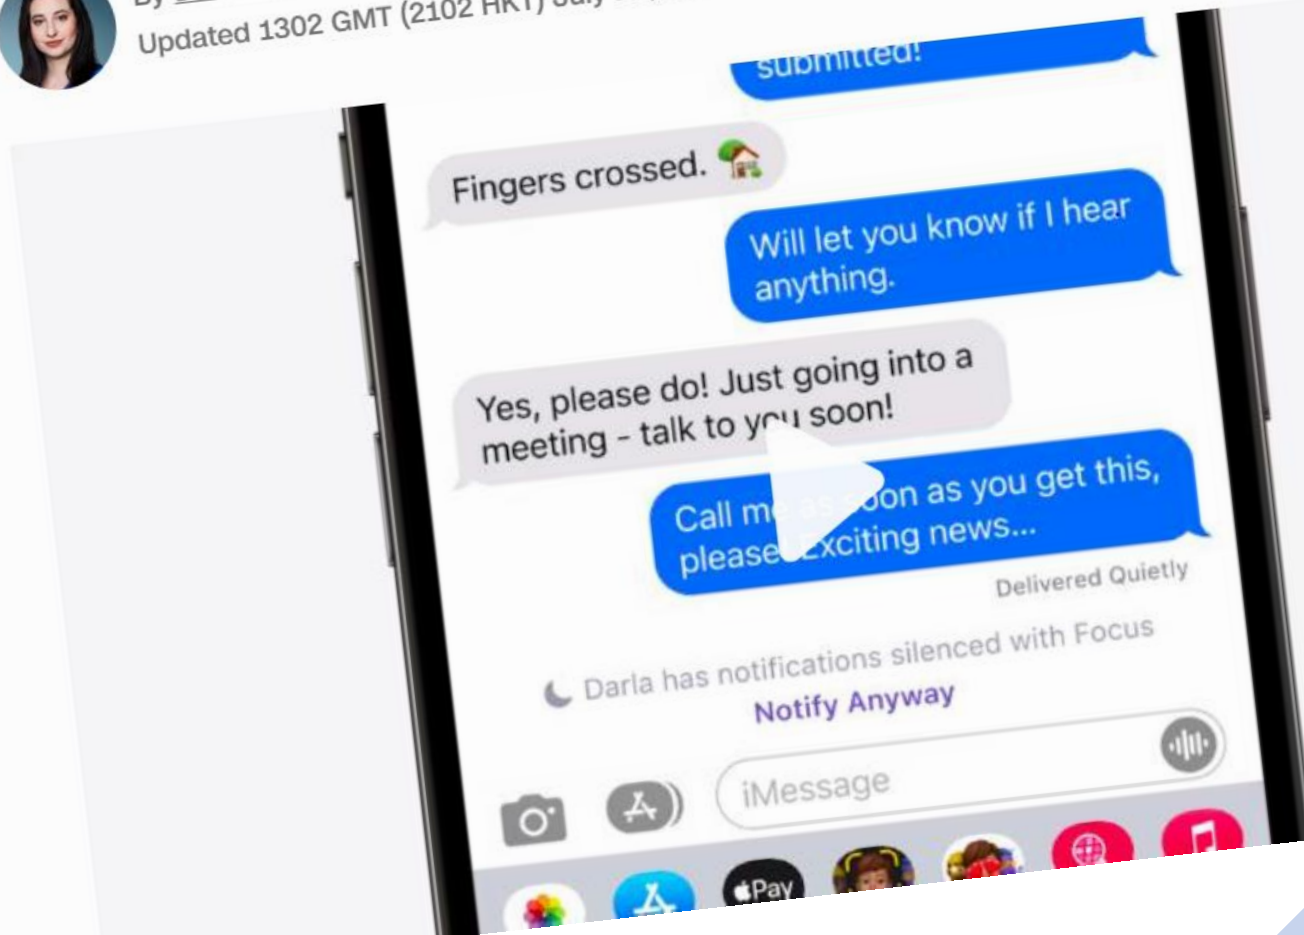 By
Updated 1302 GMT (2102 HKT) July
submitted!
Fingers crossed.
Will let you know if I hear
anything.
Yes, please do! Just going into a
meeting - talk to you soon!
Call me as soon as you get this,
please! Exciting news...
Delivered Quietly
Darla has notifications silenced with Focus
Notify Anyway
iMessage
Pay